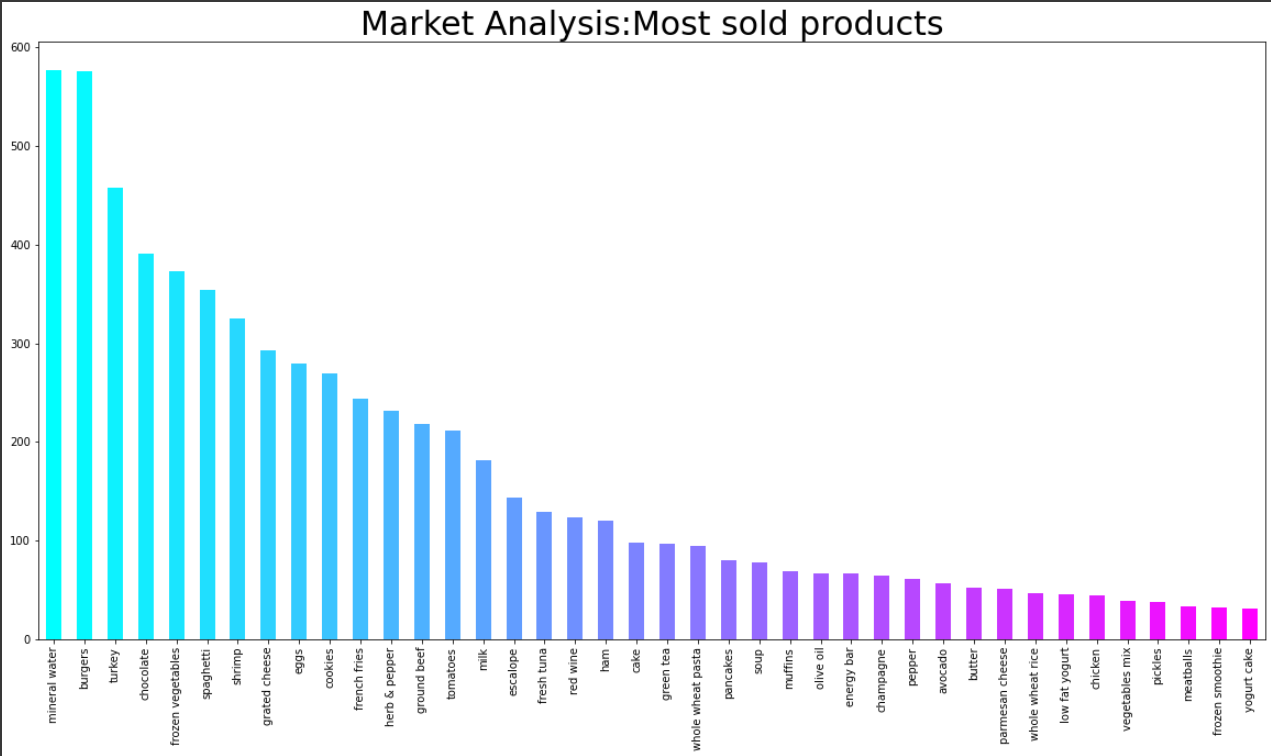 Market Analysis:Most sold products
600
500
400
300
200
100
0
mineral water
burgers
turkey
chocolate
frozen vegetables
spaghetti
shrimp
grated cheese
eggs
cookies
french fries
herb & pepper
ground beef
tomatoes
milk
escalope
fresh tuna
red wine
ham
cake
green tea
whole wheat pasta
pancakes
soup
muffins
olive oil
energy bar
champagne
pepper
avocado
butter
parmesan cheese
whole wheat rice
low fat yogurt
chicken
vegetables mix
pickles
meatballs
frozen smoothie
yogurt cake